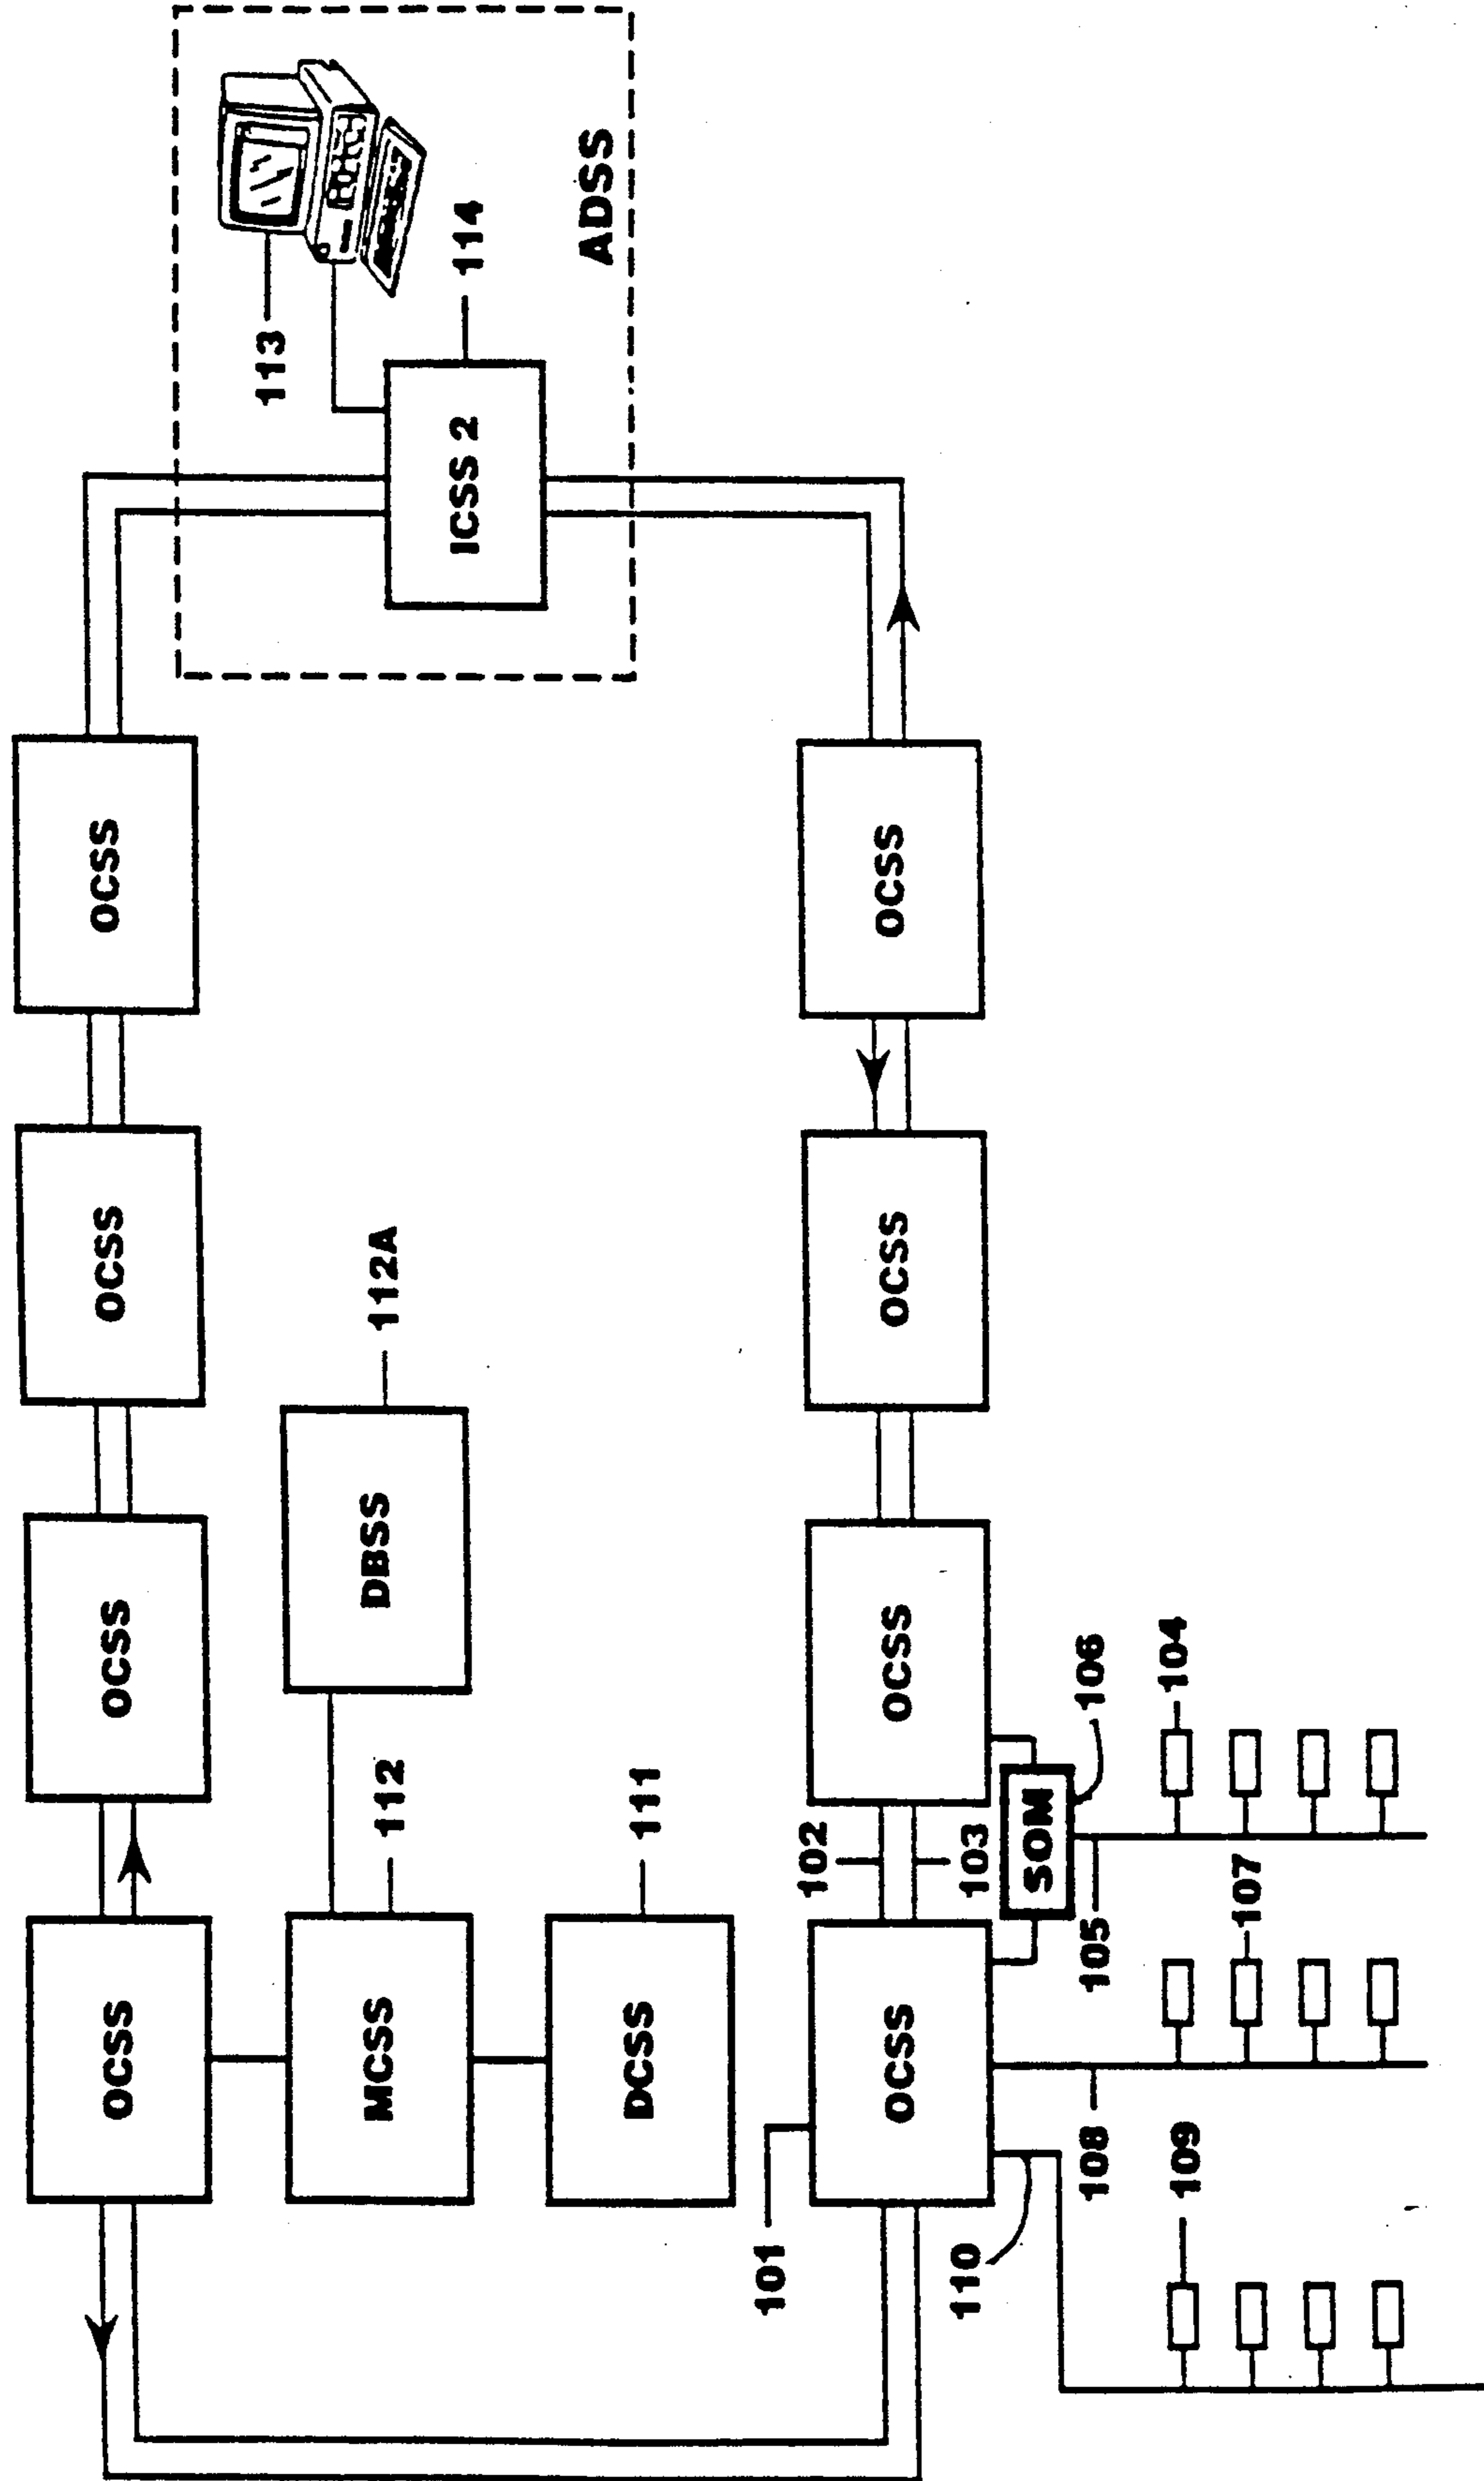 OCSS
OCSS
OCSS
OCSS
113
MCSS
112
DBSS
112A
ICSS 2
114
ADSS
DCSS
111
101
102
OCSS
OCSS
OCSS
OCSS
110
103
SOM
108
105
106
109
104
107